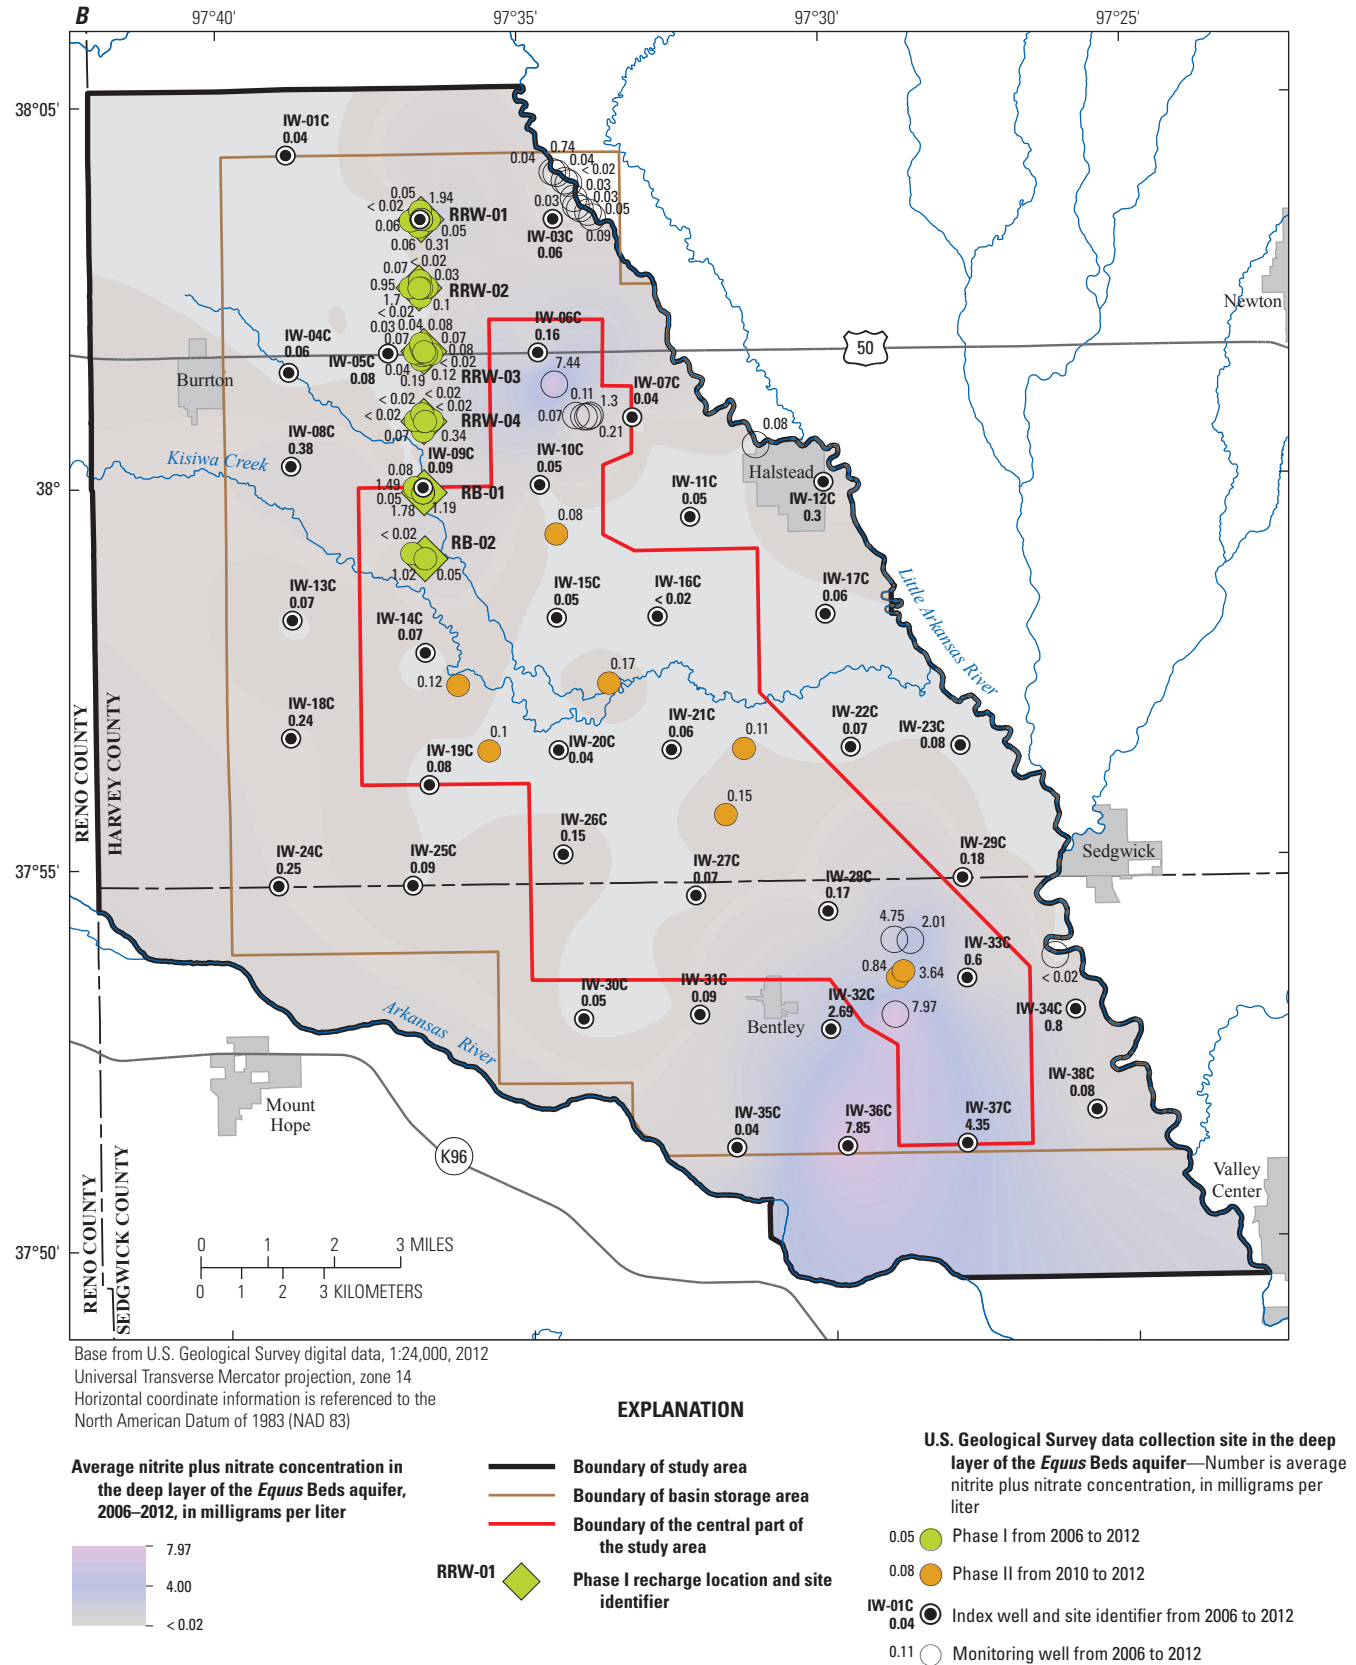 B
97°40'
97°35'
97°30'
97°25'
38°05'
IW-01C
0.04
0.74
0.04
0.04
< 0.02
0.03
0.03
0.05
0.09
0.03
IW-03C
0.06
0.05
1.94
< 0.02
RRW-01
0.06
0.05
0.06
0.31
< 0.02
0.07
0.03
0.95
RRW-02
1.7
0.1
< 0.02
Newton
0.03
0.04
0.08
0.07
0.07
0.08
< 0.02
0.04
0.12
0.19
RRW-03
IW-04C
0.06
IW-05C
0.08
IW-06C
0.16
50
Burrton
7.44
IW-07C
0.04
0.11
1.3
0.07
0.21
< 0.02
< 0.02
< 0.02
< 0.02
RRW-04
0.07
0.34
0.08
IW-08C
0.38
IW-09C
0.09
IW-10C
0.05
Kisiwa Creek
38°
Halstead
IW-11C
0.05
IW-12C
0.3
0.08
1.49
RB-01
0.05
1.78
1.19
0.08
< 0.02
RB-02
1.02
0.05
IW-13C
0.07
IW-14C
0.07
IW-15C
0.05
IW-16C
< 0.02
IW-17C
0.06
Little Arkansas River
0.12
0.17
IW-18C
0.24
IW-19C
0.08
0.1
IW-20C
0.04
IW-21C
0.06
0.11
IW-22C
0.07
IW-23C
0.08
RENO COUNTY
HARVEY COUNTY
0.15
37°55'
IW-24C
0.25
IW-25C
0.09
IW-26C
0.15
IW-27C
0.07
IW-28C
0.17
IW-29C
0.18
Sedgwick
4.75
2.01
0.84
3.64
7.97
IW-33C
0.6
< 0.02
IW-30C
0.05
IW-31C
0.09
Bentley
IW-32C
2.69
IW-34C
0.8
Arkansas River
Mount
Hope
IW-38C
0.08
IW-35C
0.04
IW-36C
7.85
IW-37C
4.35
K96
Valley
Center
RENO COUNTY
SEDGWICK COUNTY
37°50'
0 1 2 3 MILES
0 1 2 3 KILOMETERS
Base from U.S. Geological Survey digital data, 1:24,000, 2012
Universal Transverse Mercator projection, zone 14
Horizontal coordinate information is referenced to the
North American Datum of 1983 (NAD 83)
EXPLANATION
Average nitrite plus nitrate concentration in
the deep layer of the Equus Beds aquifer,
2006–2012, in milligrams per liter
7.97
4.00
< 0.02
Boundary of study area
Boundary of basin storage area
Boundary of the central part of
the study area
RRW-01
Phase I recharge location and site
identifier
U.S. Geological Survey data collection site in the deep
layer of the Equus Beds aquifer—Number is average
nitrite plus nitrate concentration, in milligrams per
liter
0.05 Phase I from 2006 to 2012
0.08 Phase II from 2010 to 2012
IW-01C
0.04
Index well and site identifier from 2006 to 2012
0.11 Monitoring well from 2006 to 2012